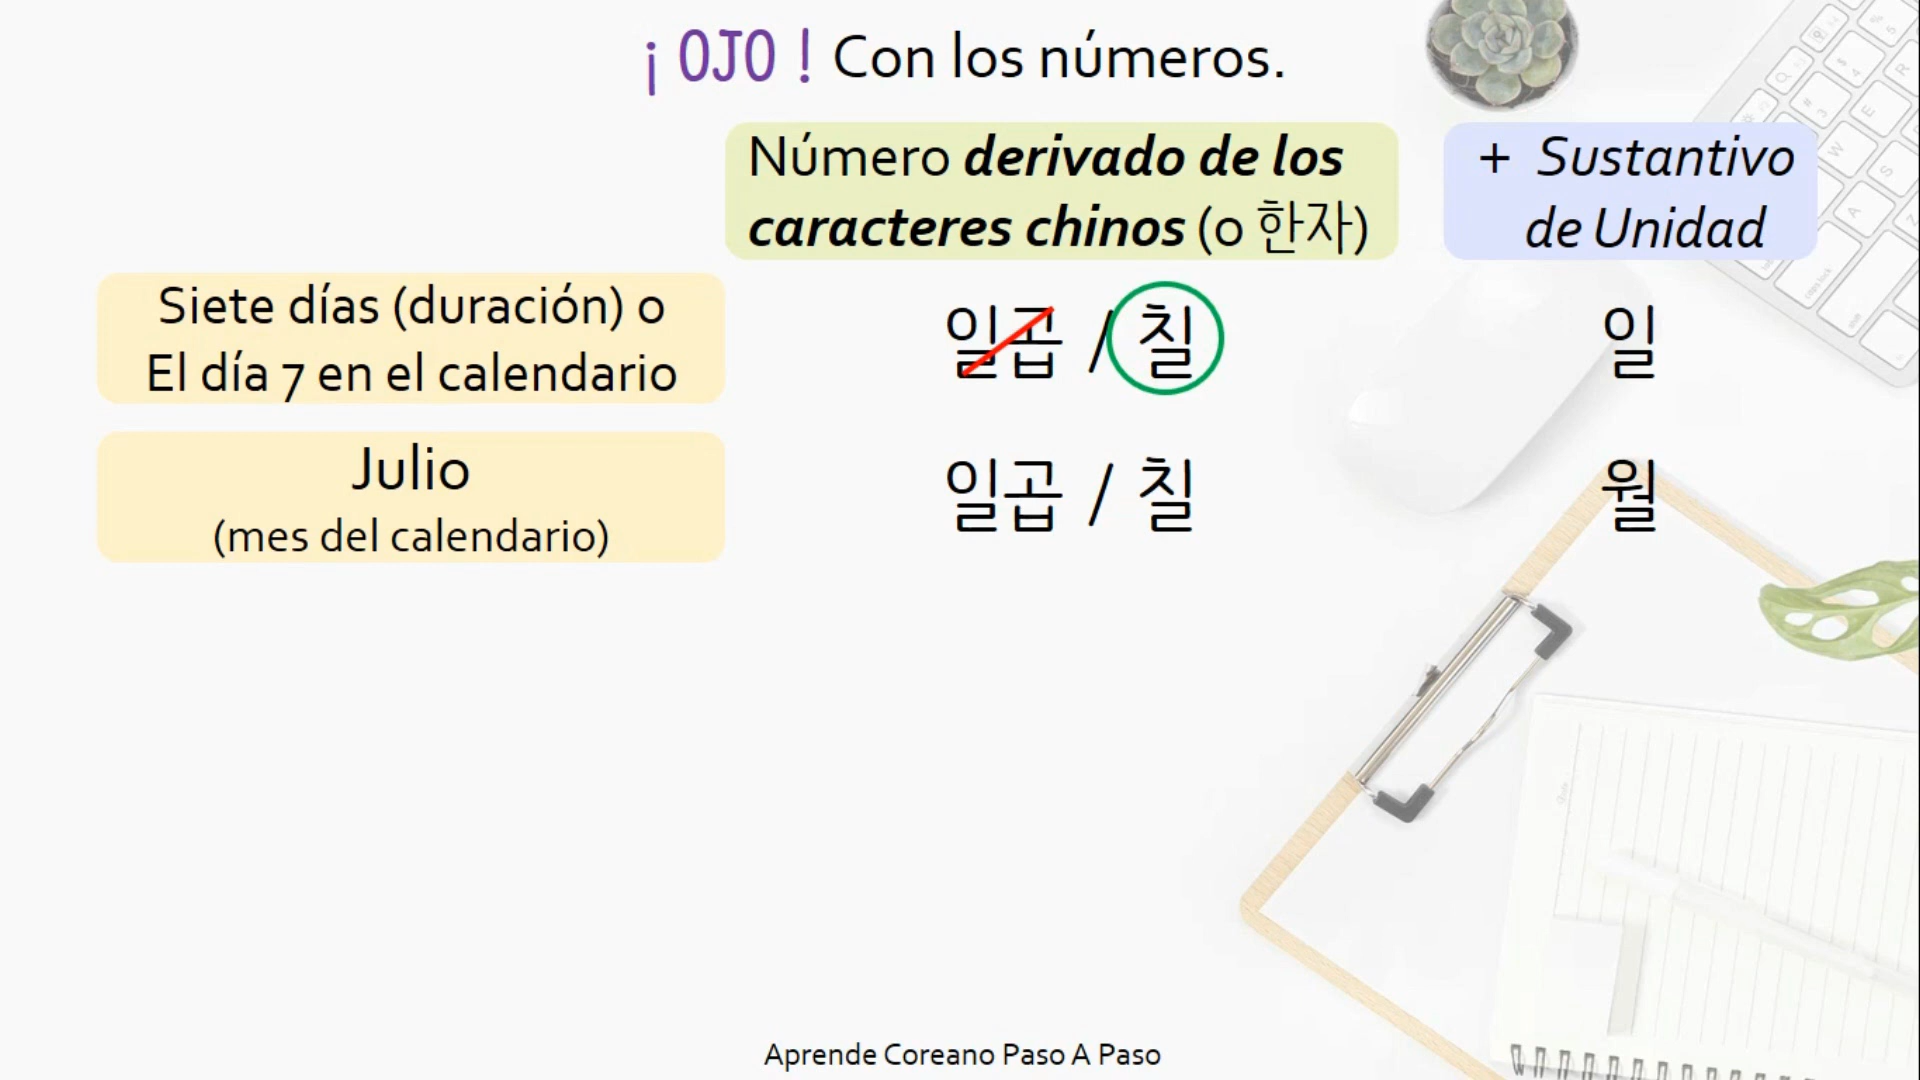 ¡ OJO ! Con los números.
Número derivado de los
caracteres chinos (o 한자)
+ Sustantivo
de Unidad
Siete días (duración) o
El día 7 en el calendario
일곱 / 칠
일
Julio
(mes del calendario)
일곱 / 칠
월
Aprende Coreano Paso A Paso